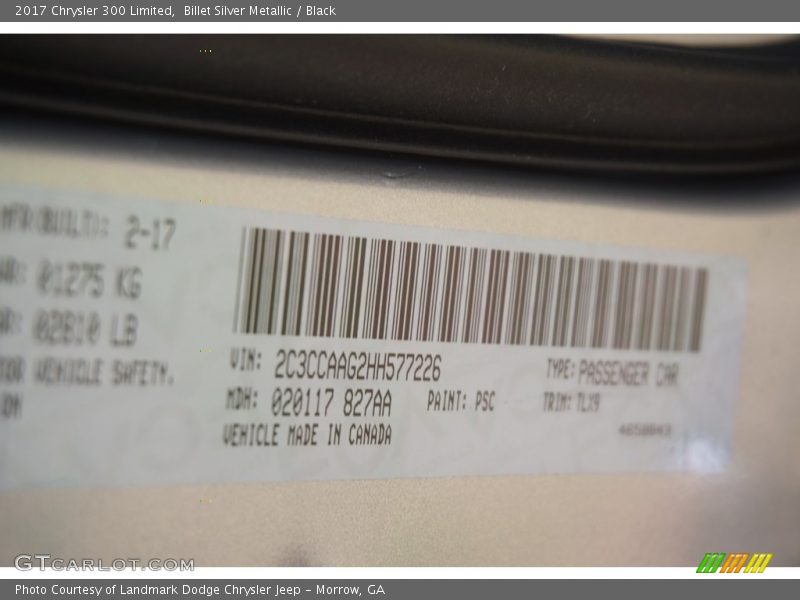 2017 Chrysler 300 Limited, Billet Silver Metallic / Black
MFR(BUILT): 2-17
01275 KG
02810 LB
VEHICLE SAFETY,
VIN: 2C3CCAAG2HH577226
TYPE: PASSENGER CAR
MDH: 020117 827AA
PAINT: PSC
TRIM: TLX9
VEHICLE MADE IN CANADA
GTCARLOT.COM
Photo Courtesy of Landmark Dodge Chrysler Jeep – Morrow, GA